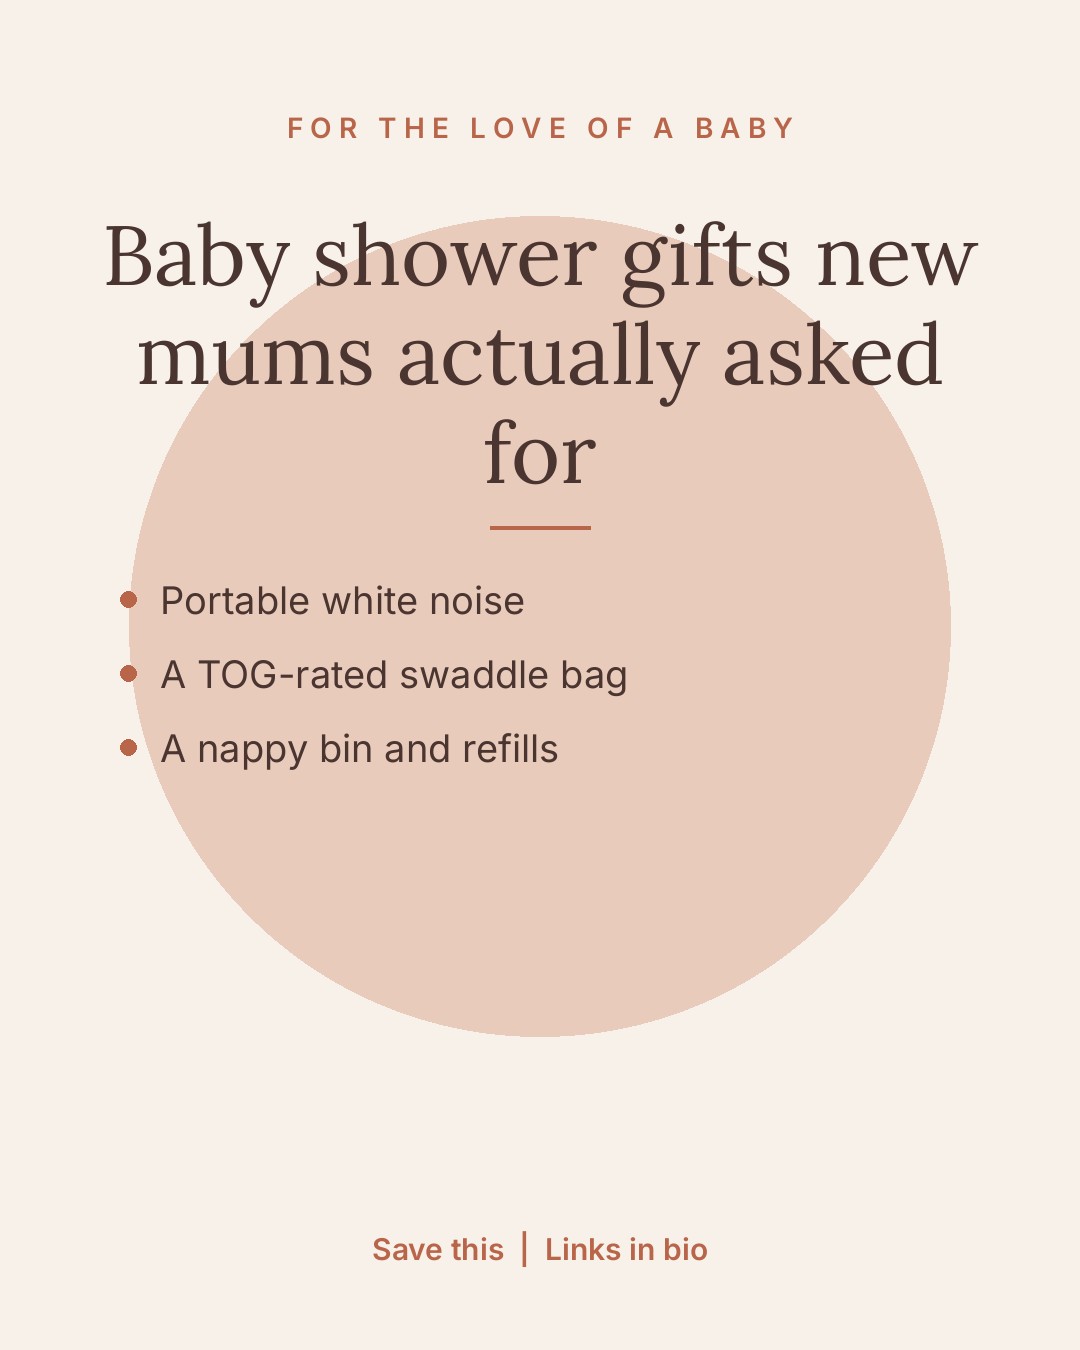 FOR THE LOVE OF A BABY
Baby shower gifts new
mums actually asked
for
Portable white noise
A TOG-rated swaddle bag
A nappy bin and refills
Save this | Links in bio